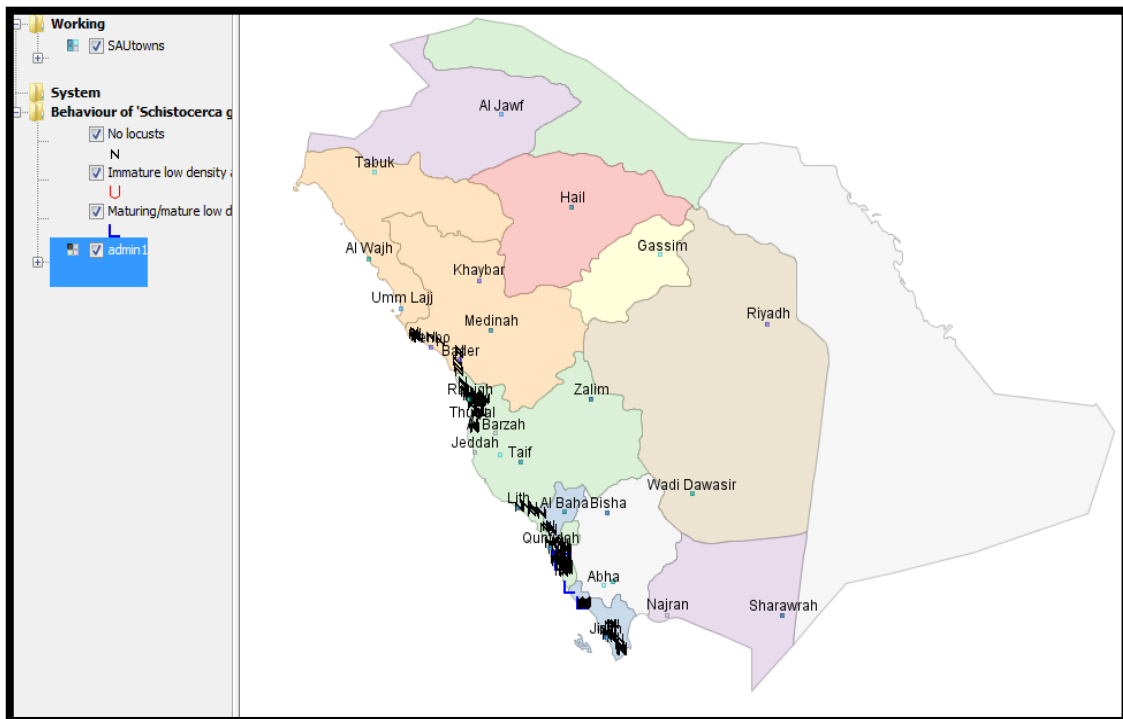 Working
SAUtowns
System
Behaviour of 'Schistocerca g
No locusts
N
Immature low density a
Maturing/mature low d
admin1
Al Jawf
Tabuk
Hail
Gassim
Al Wajh
Khaybar
Umm Lajj
Medinah
Riyadh
Zalim
Barzah
Jeddah
Taif
Wadi Dawasir
Lith
Al Baha
Bisha
Abha
Najran
Sharawrah